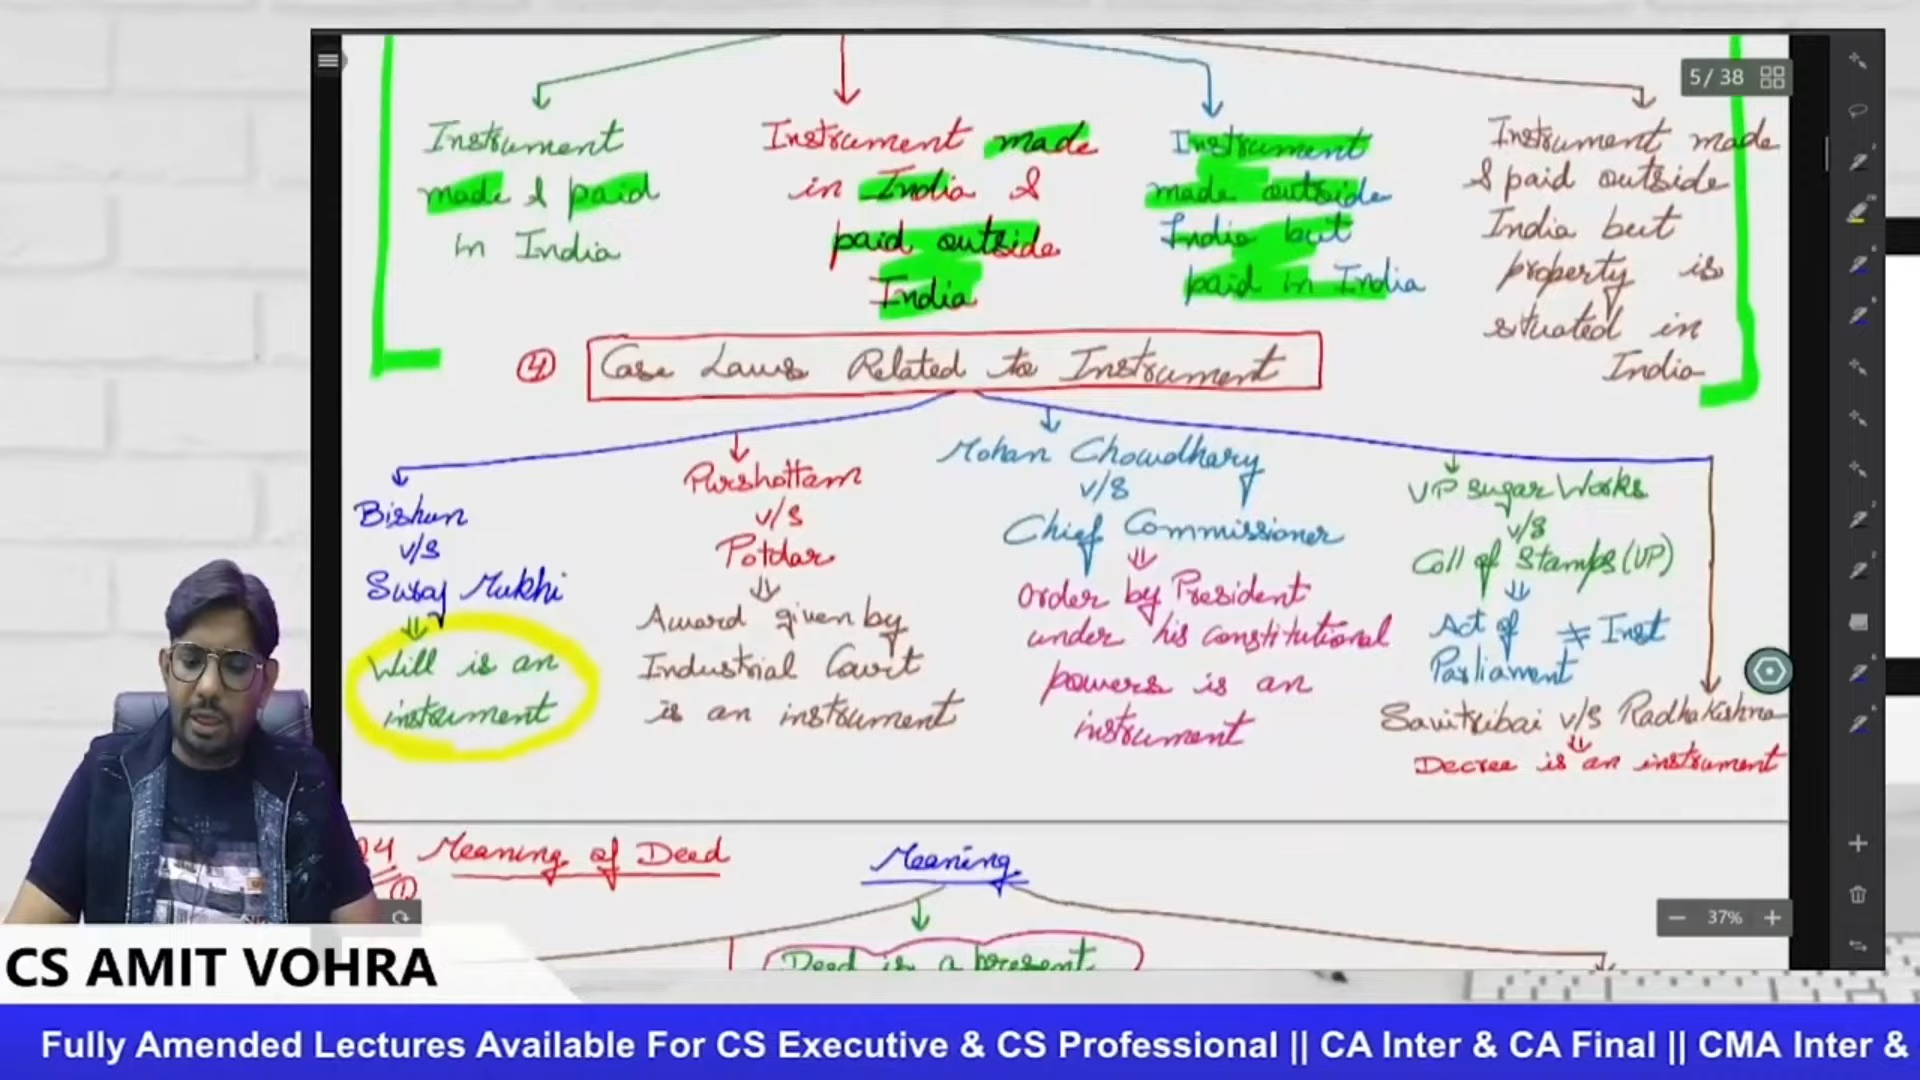 5 / 38
Instrument
made & paid
in India
Instrument made
in India &
paid outside
India
Instrument
made outside
India but
paid in India
Instrument made
& paid outside
India but
property is
situated in
India
4 Case Laws Related to Instrument
Bishun
v/s
Suraj Mukhi
Will is an
instrument
Purshottam
v/s
Potdar
Award given by
Industrial Court
is an instrument
Mohan Chowdhary
v/s
Chief Commissioner
Order by President
under his constitutional
powers is an
instrument
UP Sugar Works
v/s
Coll of Stamps (UP)
Act of ≠ Inst
Parliament
Savitribai v/s Radhakishna
Decree is an instrument
Meaning of Deed
1
Meaning
Deed is a present
37%
CS AMIT VOHRA
Fully Amended Lectures Available For CS Executive & CS Professional || CA Inter & CA Final || CMA Inter &